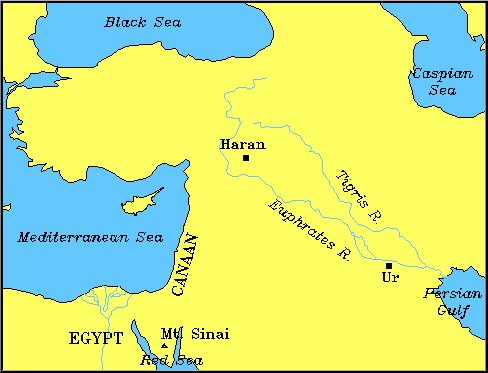 Black Sea
Caspian
Sea
Haran
Tigris R.
Euphrates R.
Mediterranean Sea
CANAAN
Ur
Persian
Gulf
EGYPT
Mt. Sinai
Red Sea